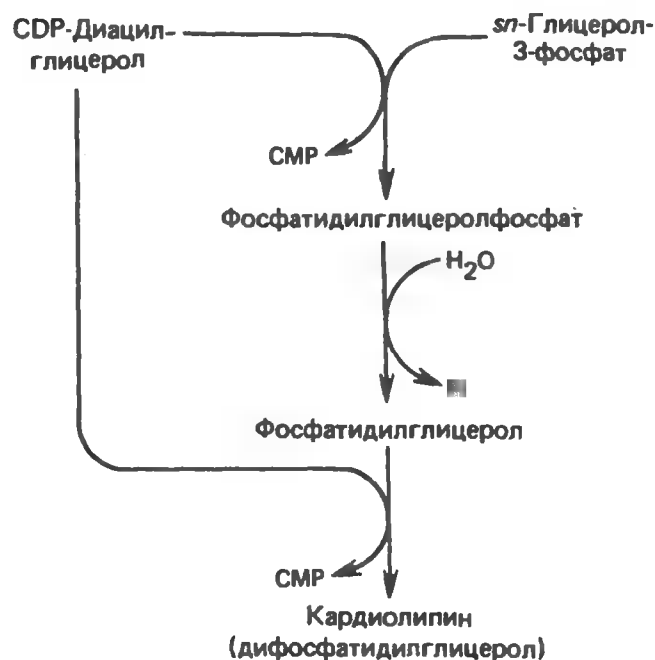 CDP-Диацил-
глицерол
sn-Глицерол-
3-фосфат
CMP
Фосфатидилглицеролфосфат
H₂O
Фосфатидилглицерол
CMP
Кардиолипин
(дифосфатидилглицерол)